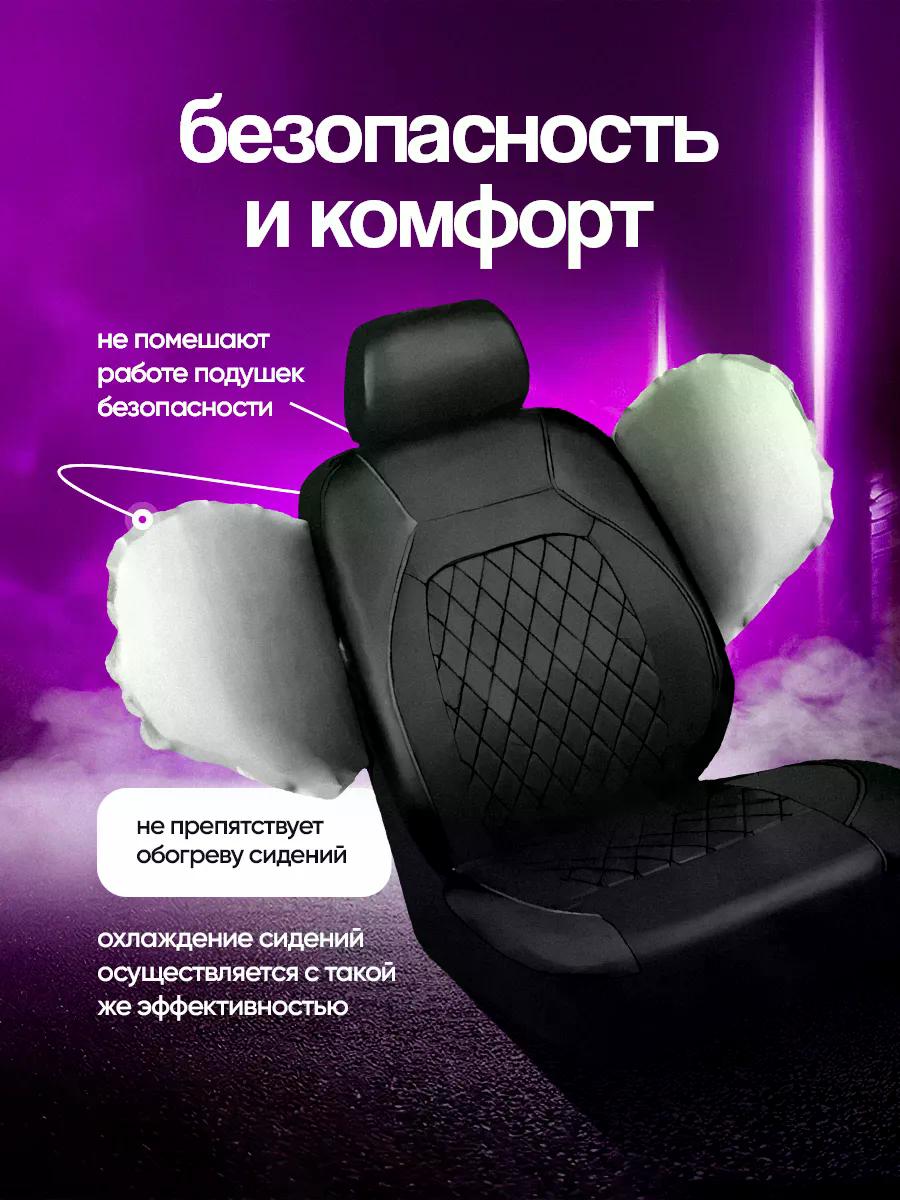 безопасность
и комфорт
не помешают
работе подушек
безопасности
не препятствует
обогреву сидений
охлаждение сидений
осуществляется с такой
же эффективностью